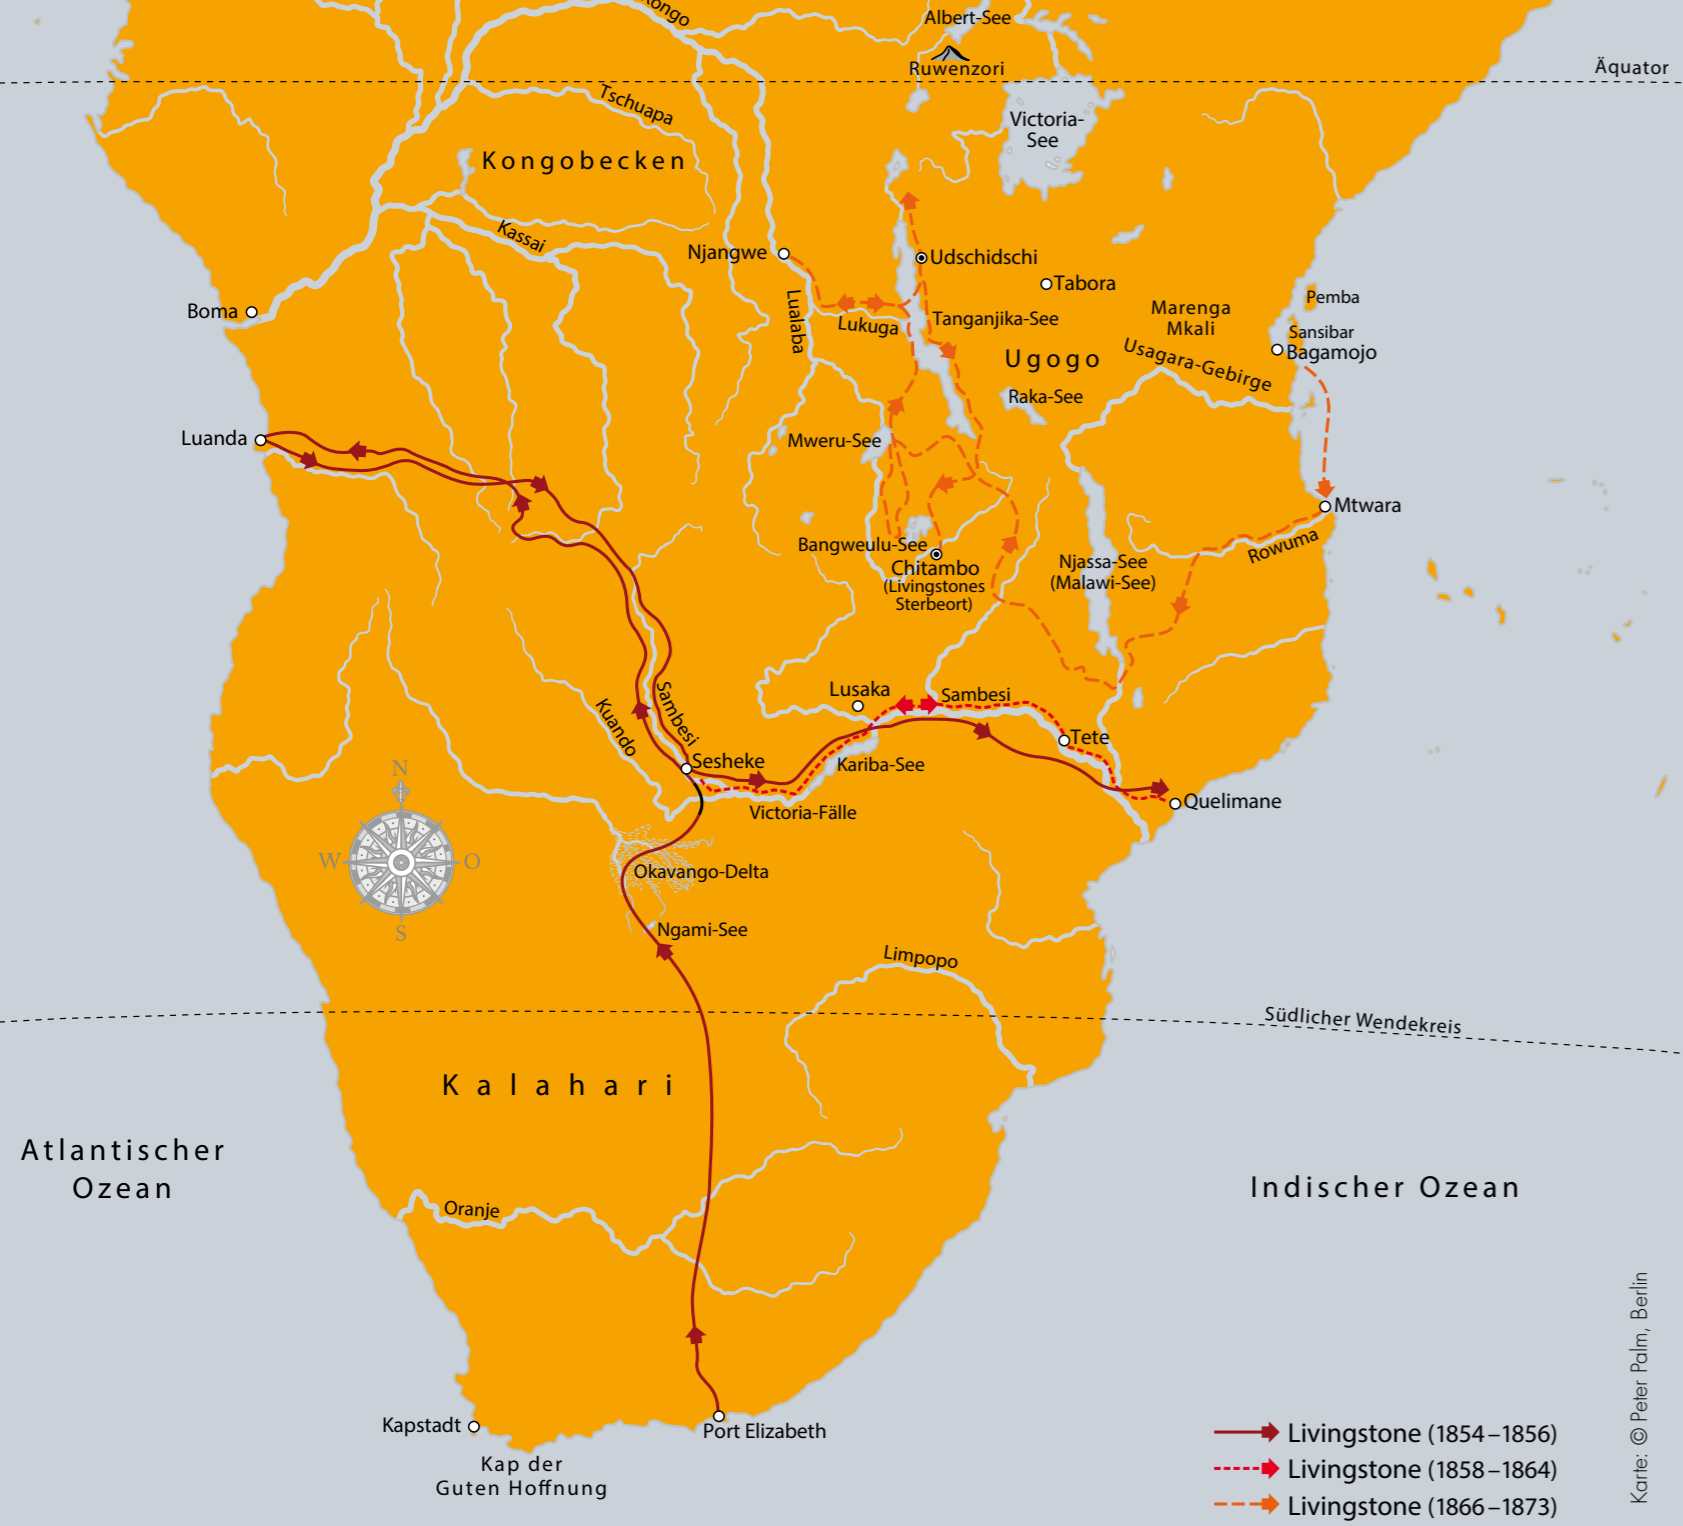 Kongo
Albert-See
Ruwenzori
Äquator
Tschuapa
Victoria-
See
Kongobecken
Kassai
Njangwe
Udschidschi
Tabora
Boma
Lualaba
Lukuga
Tanganjika-See
Marenga
Mkali
Pemba
Sansibar
Bagamojo
Ugogo
Usagara-Gebirge
Raka-See
Luanda
Mweru-See
Mtwara
Bangweulu-See
Chitambo
(Livingstones
Sterbeort)
Njassa-See
(Malawi-See)
Rowuma
Lusaka
Sambesi
Kuando
Sambesi
Tete
Sesheke
Kariba-See
Quelimane
Victoria-Fälle
N
W
O
S
Okavango-Delta
Ngami-See
Limpopo
Südlicher Wendekreis
Kalahari
Atlantischer
Ozean
Indischer Ozean
Oranje
Kapstadt
Port Elizabeth
Kap der
Guten Hoffnung
Livingstone (1854–1856)
Livingstone (1858–1864)
Livingstone (1866–1873)
Karte: © Peter Palm, Berlin